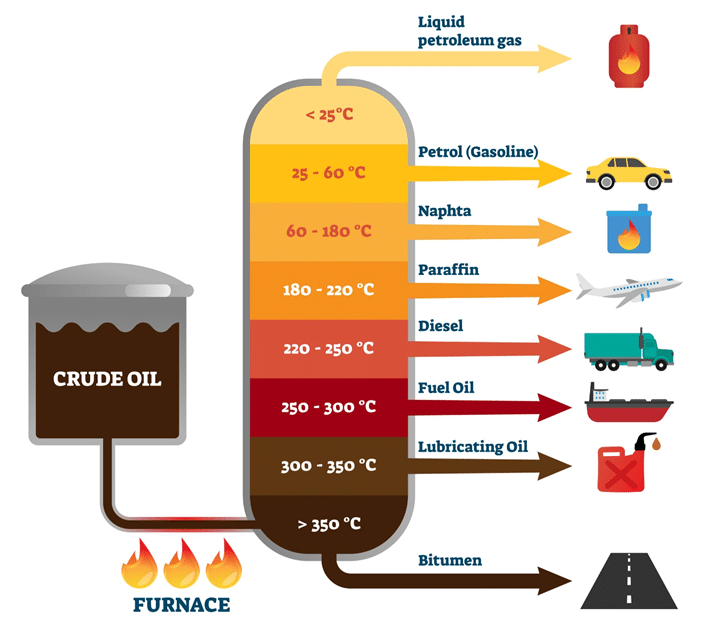 Liquid
petroleum gas
< 25°C
Petrol (Gasoline)
25 - 60 °C
Naphta
60 - 180 °C
Paraffin
180 - 220 °C
Diesel
220 - 250 °C
CRUDE OIL
Fuel Oil
250 - 300 °C
Lubricating Oil
300 - 350 °C
> 350 °C
Bitumen
FURNACE